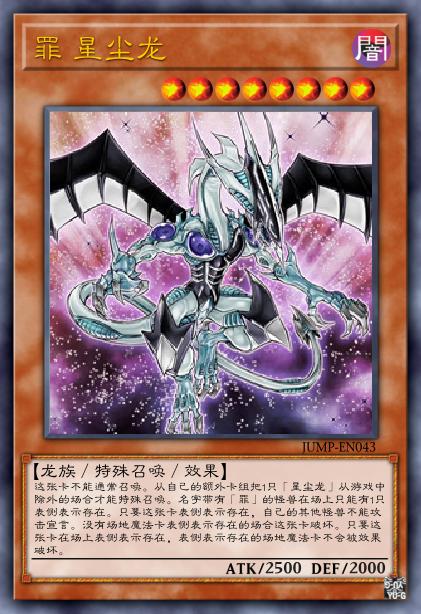 罪 星尘龙
闇
JUMP-EN043
【龙族/特殊召唤/效果】
这张卡不能通常召唤。从自己的额外卡组把1只「星尘龙」从游戏中
除外的场合才能特殊召唤。名字带有「罪」的怪兽在场上只能有1只
表侧表示存在。只要这张卡表侧表示存在，自己的其他怪兽不能攻
击宣言。没有场地魔法卡表侧表示存在的场合这张卡破坏。只要这
张卡在场上表侧表示存在，表侧表示存在的场地魔法卡不会被效果
破坏。
ATK/2500 DEF/2000